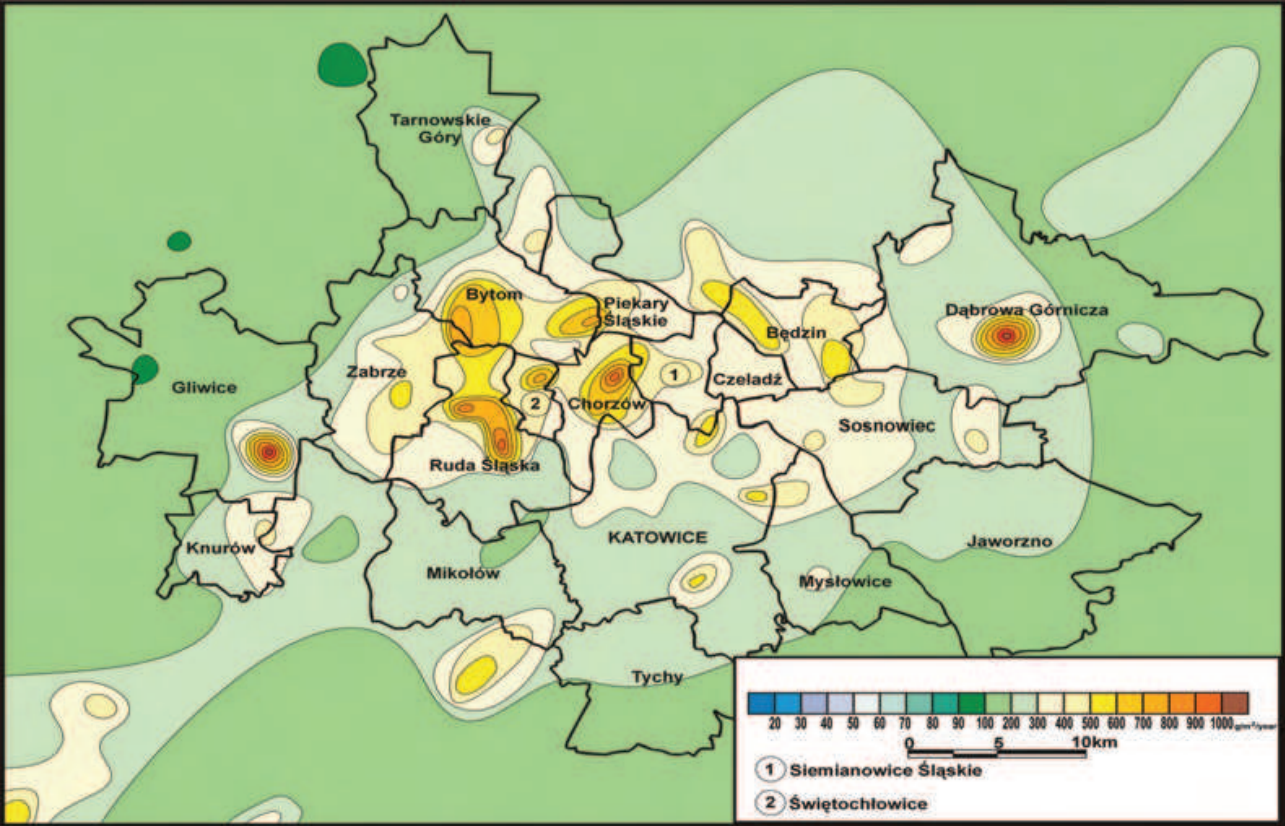 Tarnowskie
Góry
Bytom
Piekary
Śląskie
Dąbrowa Górnicza
Będzin
Zabrze
Gliwice
1
Czeladź
2
Chorzów
Sosnowiec
Ruda Śląska
KATOWICE
Jaworzno
Knurów
Mikołów
Mysłowice
Tychy
20 30 40 50 60 70 80 90 100 200 300 400 500 600 700 800 900 1000 g/m²/year
0 5 10km
1 Siemianowice Śląskie
2 Świętochłowice